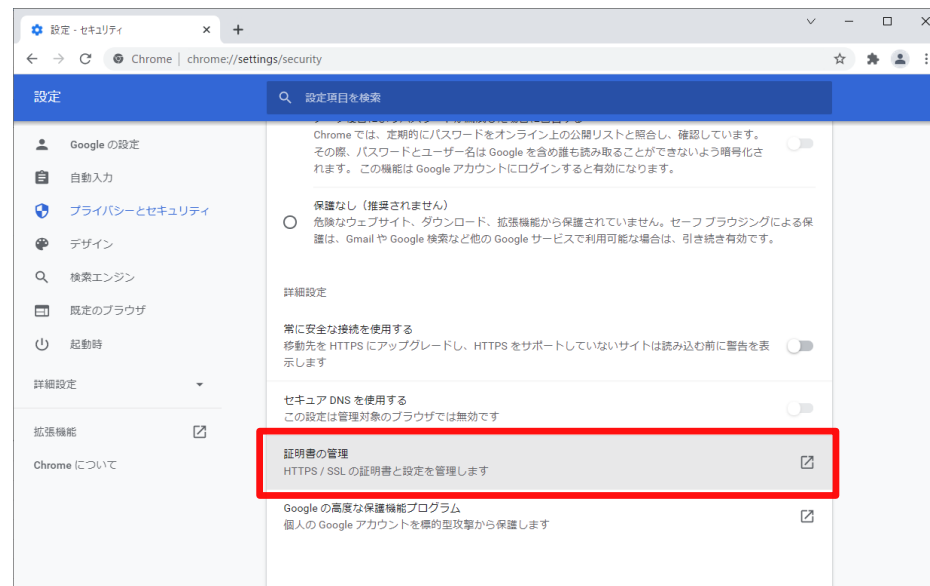 設定 - セキュリティ
Chrome | chrome://settings/security
設定
設定項目を検索
Google の設定
自動入力
プライバシーとセキュリティ
デザイン
検索エンジン
既定のブラウザ
起動時
詳細設定
拡張機能
Chrome について
Chrome では、定期的にパスワードをオンライン上の公開リストと照合し、確認しています。
その際、パスワードとユーザー名は Google を含め誰も読み取ることができないよう暗号化さ
れます。 この機能は Google アカウントにログインすると有効になります。
保護なし（推奨されません）
危険なウェブサイト、ダウンロード、拡張機能から保護されていません。セーフ ブラウジングによる保
護は、Gmail や Google 検索など他の Google サービスで利用可能な場合は、引き続き有効です。
詳細設定
常に安全な接続を使用する
移動先を HTTPS にアップグレードし、HTTPS をサポートしていないサイトは読み込む前に警告を表
示します
セキュア DNS を使用する
この設定は管理対象のブラウザでは無効です
証明書の管理
HTTPS / SSL の証明書と設定を管理します
Google の高度な保護機能プログラム
個人の Google アカウントを標的型攻撃から保護します